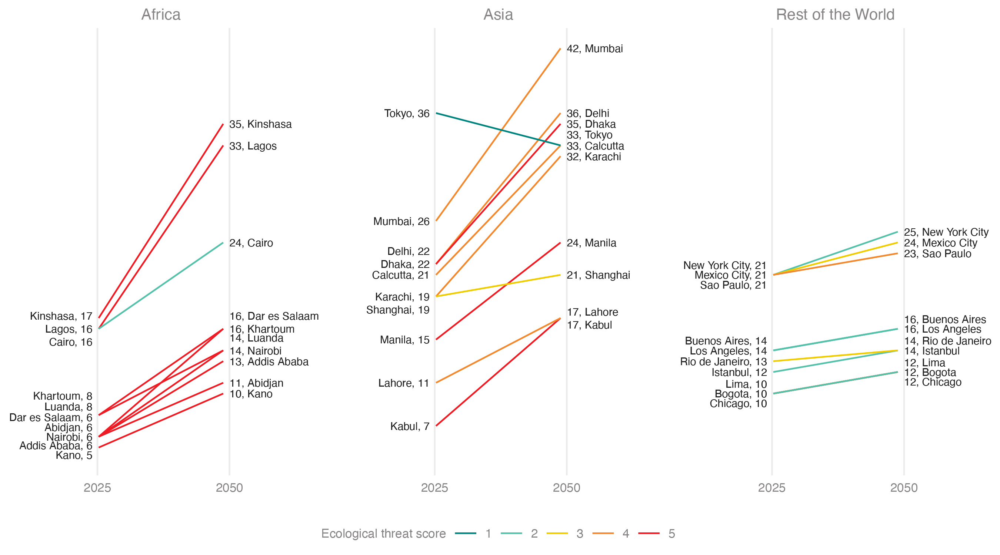 Africa
Kinshasa, 17
Lagos, 16
Cairo, 16
Khartoum, 8
Luanda, 8
Dar es Salaam, 6
Abidjan, 6
Nairobi, 6
Addis Ababa, 6
Kano, 5
35, Kinshasa
33, Lagos
24, Cairo
16, Dar es Salaam
16, Khartoum
14, Luanda
14, Nairobi
13, Addis Ababa
11, Abidjan
10, Kano
2025
2050
Asia
Tokyo, 36
Mumbai, 26
Delhi, 22
Dhaka, 22
Calcutta, 21
Karachi, 19
Shanghai, 19
Manila, 15
Lahore, 11
Kabul, 7
42, Mumbai
36, Delhi
35, Dhaka
33, Tokyo
33, Calcutta
32, Karachi
24, Manila
21, Shanghai
17, Lahore
17, Kabul
2025
2050
Rest of the World
New York City, 21
Mexico City, 21
Sao Paulo, 21
Buenos Aires, 14
Los Angeles, 14
Rio de Janeiro, 13
Istanbul, 12
Lima, 10
Bogota, 10
Chicago, 10
25, New York City
24, Mexico City
23, Sao Paulo
16, Buenos Aires
16, Los Angeles
14, Rio de Janeiro
14, Istanbul
12, Lima
12, Bogota
12, Chicago
2025
2050
Ecological threat score 1 2 3 4 5